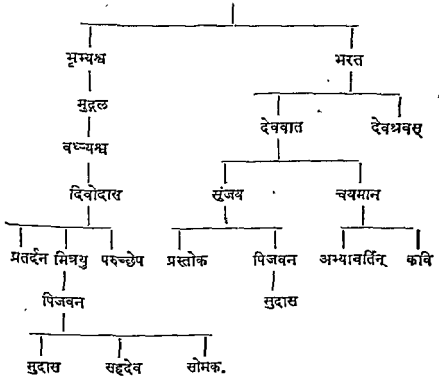 भृम्यश्व भरत
मुद्गल
देववात देवश्रवस्
वध्र्यश्व
दिवोदास सृंजय चयमान
प्रतर्दन मित्रयु परुच्छेप प्रस्तोक पिजवन अभ्यावर्तिन् कवि
पिजवन सुदास
सुदास सहदेव सोमक.